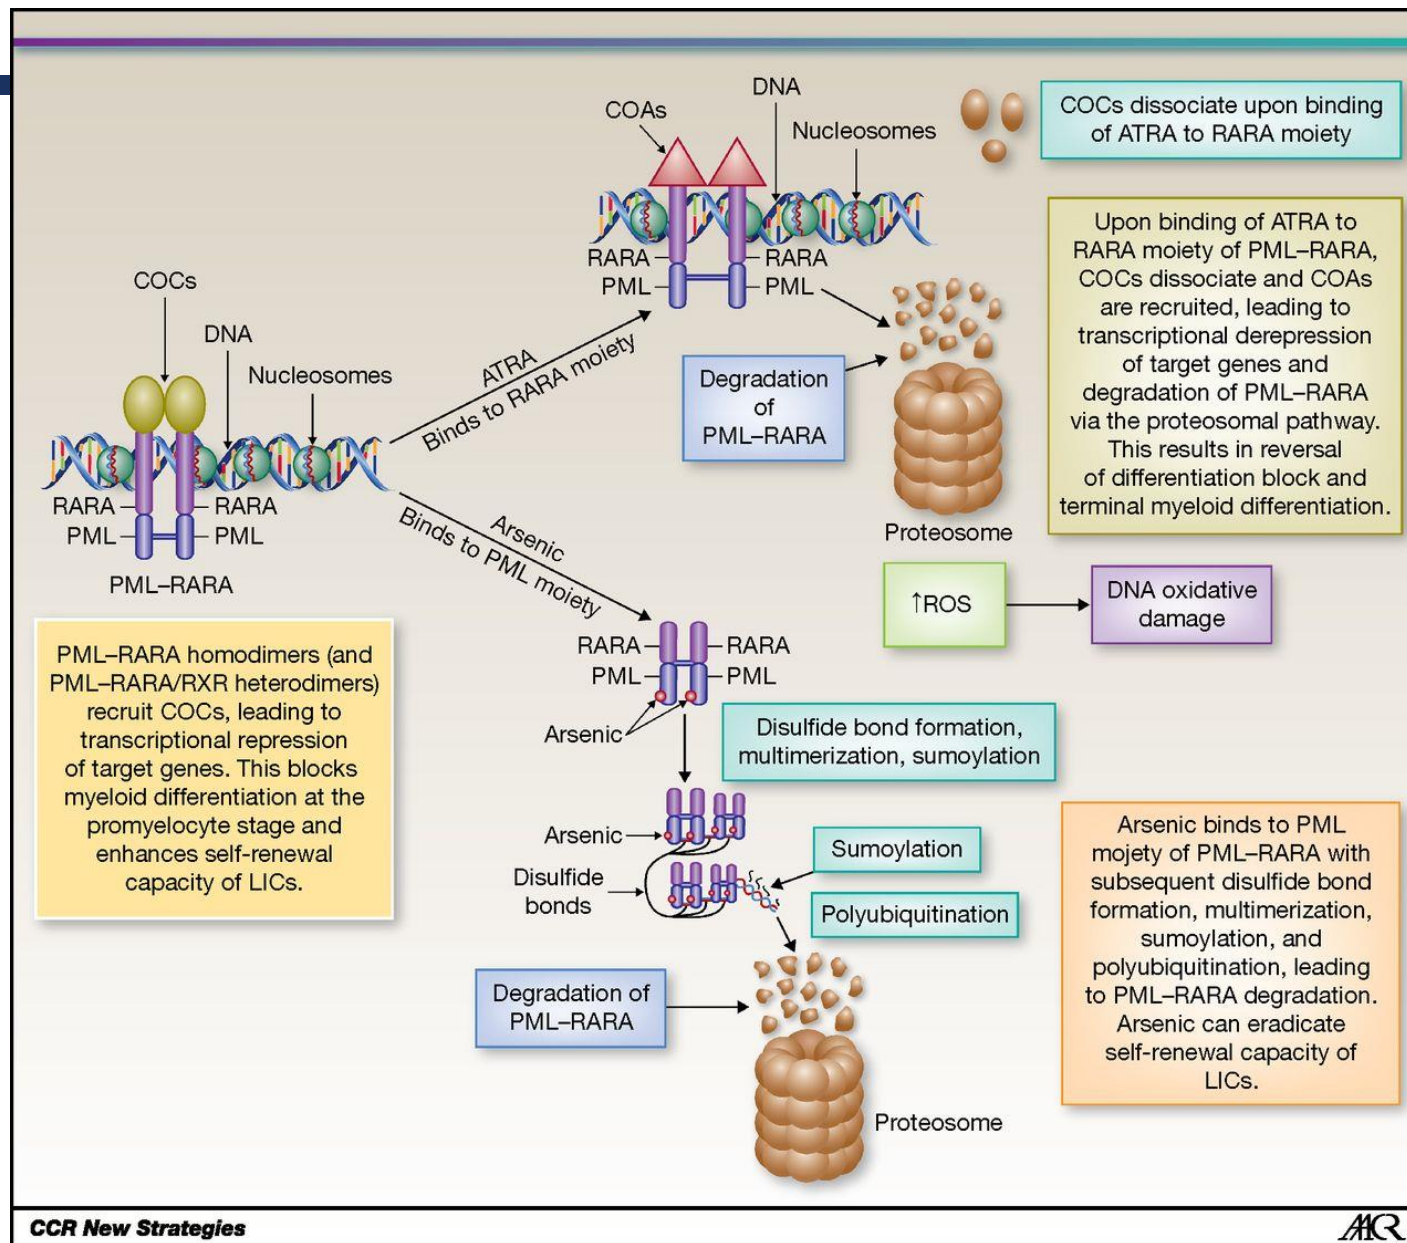 COAs
DNA
Nucleosomes
COCs dissociate upon binding
of ATRA to RARA moiety
RARA
RARA
PML
PML
Upon binding of ATRA to
RARA moiety of PML–RARA,
COCs dissociate and COAs
are recruited, leading to
transcriptional derepression
of target genes and
degradation of PML–RARA
via the proteosomal pathway.
This results in reversal
of differentiation block and
terminal myeloid differentiation.
COCs
DNA
Nucleosomes
RARA
RARA
PML
PML
PML–RARA
ATRA
Binds to RARA moiety
Degradation
of
PML–RARA
Proteosome
Arsenic
Binds to PML moiety
↑ROS
DNA oxidative
damage
PML–RARA homodimers (and
PML–RARA/RXR heterodimers)
recruit COCs, leading to
transcriptional repression
of target genes. This blocks
myeloid differentiation at the
promyelocyte stage and
enhances self-renewal
capacity of LICs.
RARA
RARA
PML
PML
Arsenic
Disulfide bond formation,
multimerization, sumoylation
Arsenic
Disulfide
bonds
Sumoylation
Polyubiquitination
Degradation of
PML–RARA
Proteosome
Arsenic binds to PML
mojety of PML–RARA with
subsequent disulfide bond
formation, multimerization,
sumoylation, and
polyubiquitination, leading
to PML–RARA degradation.
Arsenic can eradicate
self-renewal capacity of
LICs.
CCR New Strategies
AACR